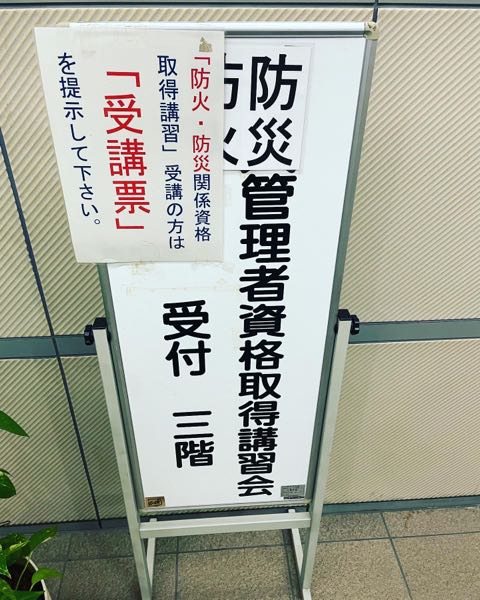 防災管理者資格取得講習会
受付 三階
「防火・防災関係資格
取得講習」受講の方は
「受講票」
を提示して下さい。